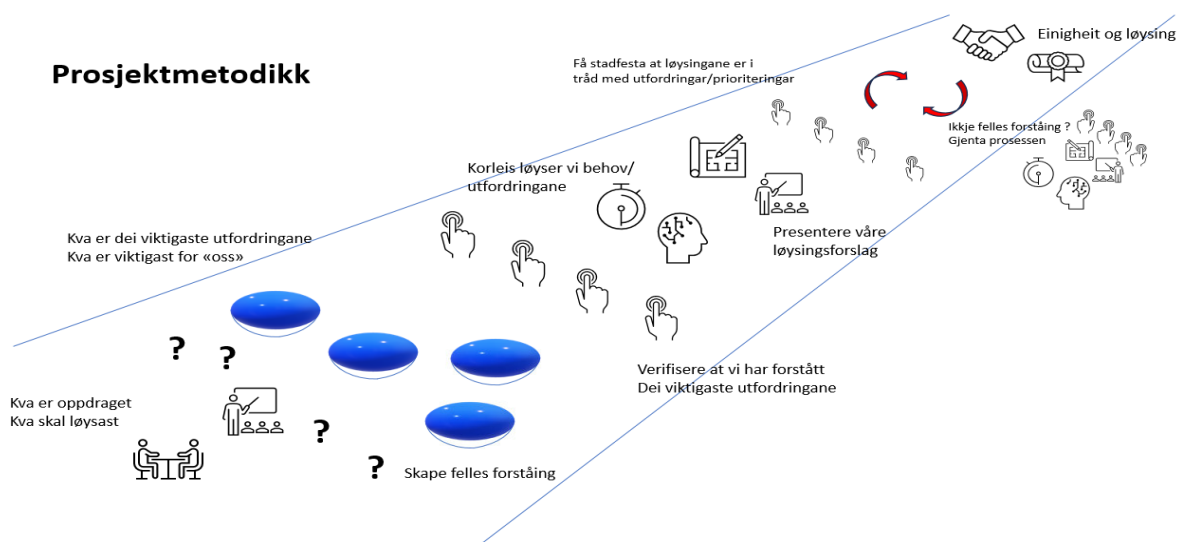 Prosjektmetodikk
Einigheit og løysing
Få stadfesta at løysingane er i
tråd med utfordringar/prioriteringar
Ikkje felles forståing ?
Gjenta prosessen
Korleis løyser vi behov/
utfordringane
Presentere våre
løysingsforslag
Kva er dei viktigaste utfordringane
Kva er viktigast for «oss»
?
?
Verifisere at vi har forstått
Dei viktigaste utfordringane
Kva er oppdraget
Kva skal løysast
?
?
Skape felles forståing